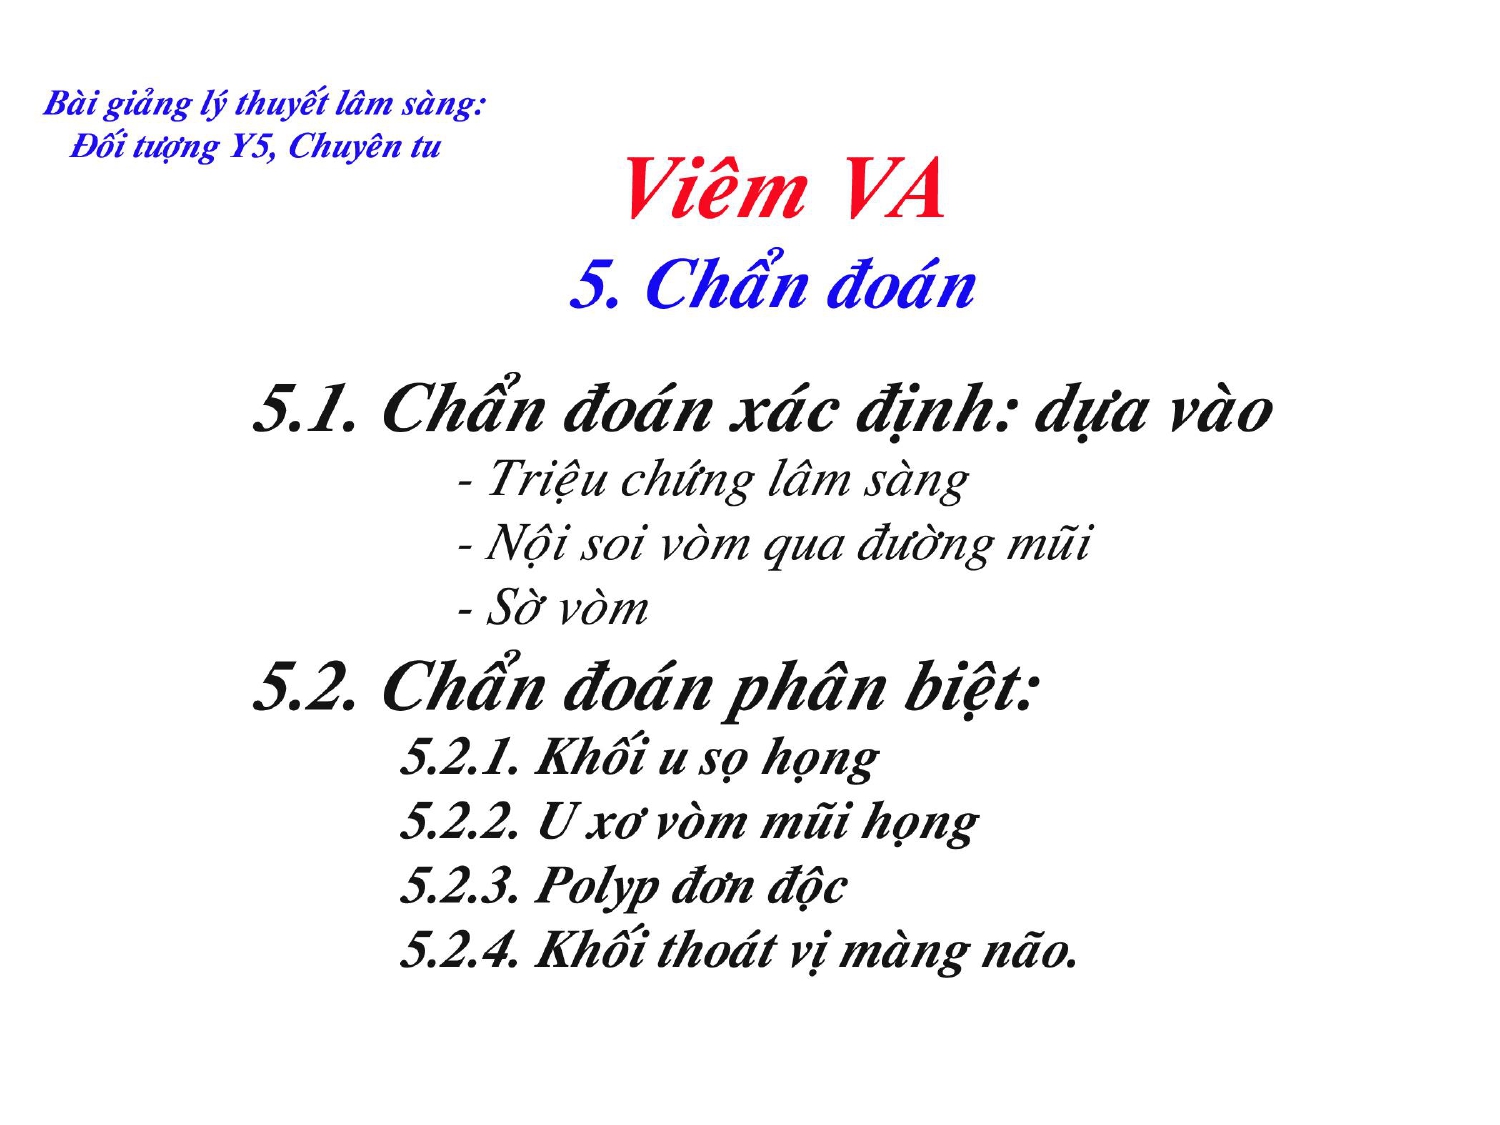 Bài giảng lý thuyết lâm sàng:
Đối tượng Y5, Chuyên tu
Viêm VA
5. Chẩn đoán
5.1. Chẩn đoán xác định: dựa vào
- Triệu chứng lâm sàng
- Nội soi vòm qua đường mũi
- Sờ vòm
5.2. Chẩn đoán phân biệt:
5.2.1. Khối u sọ họng
5.2.2. U xơ vòm mũi họng
5.2.3. Polyp đơn độc
5.2.4. Khối thoát vị màng não.